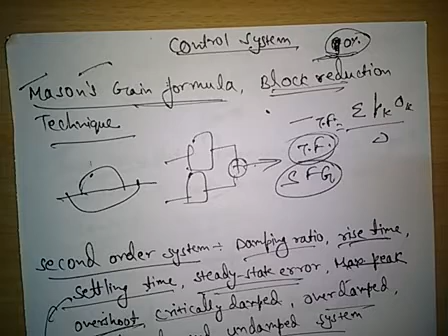 Control System
Mason's Gain formula, Block reduction
Technique
T.F. = Σ Pk Δk / Δ
T.F.
SFG
second order system :- Damping ratio, rise time,
settling time, steady-state error, Max peak
overshoot, critically damped, overdamped,
undamped system